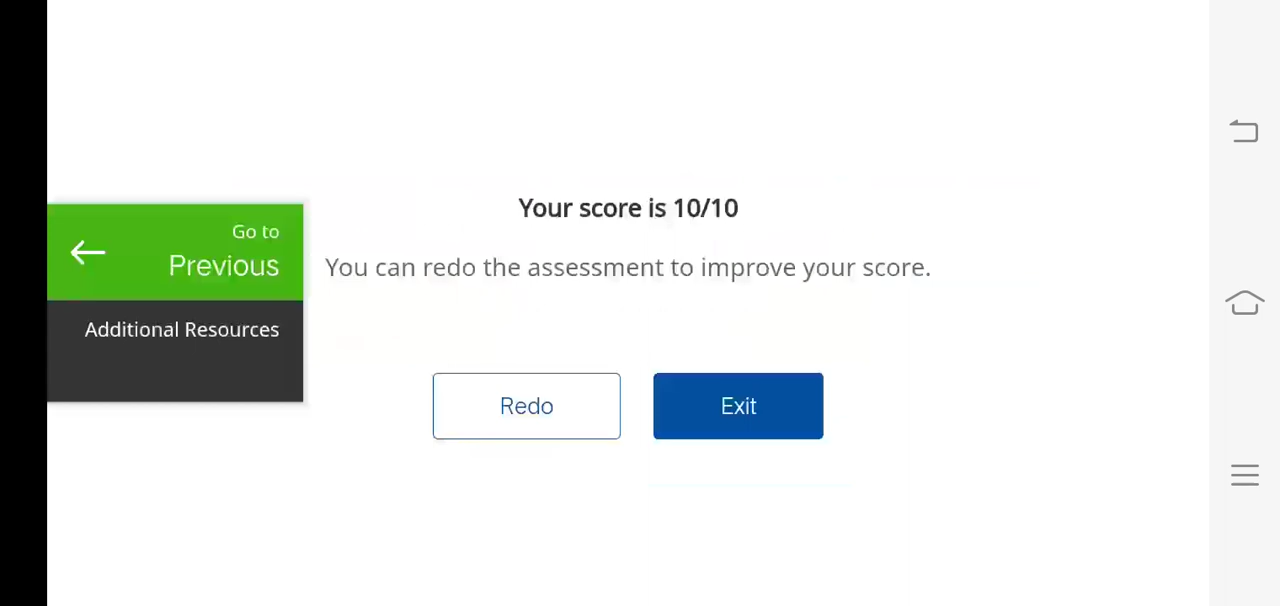 Your score is 10/10
Go to
Previous
You can redo the assessment to improve your score.
Additional Resources
Redo
Exit